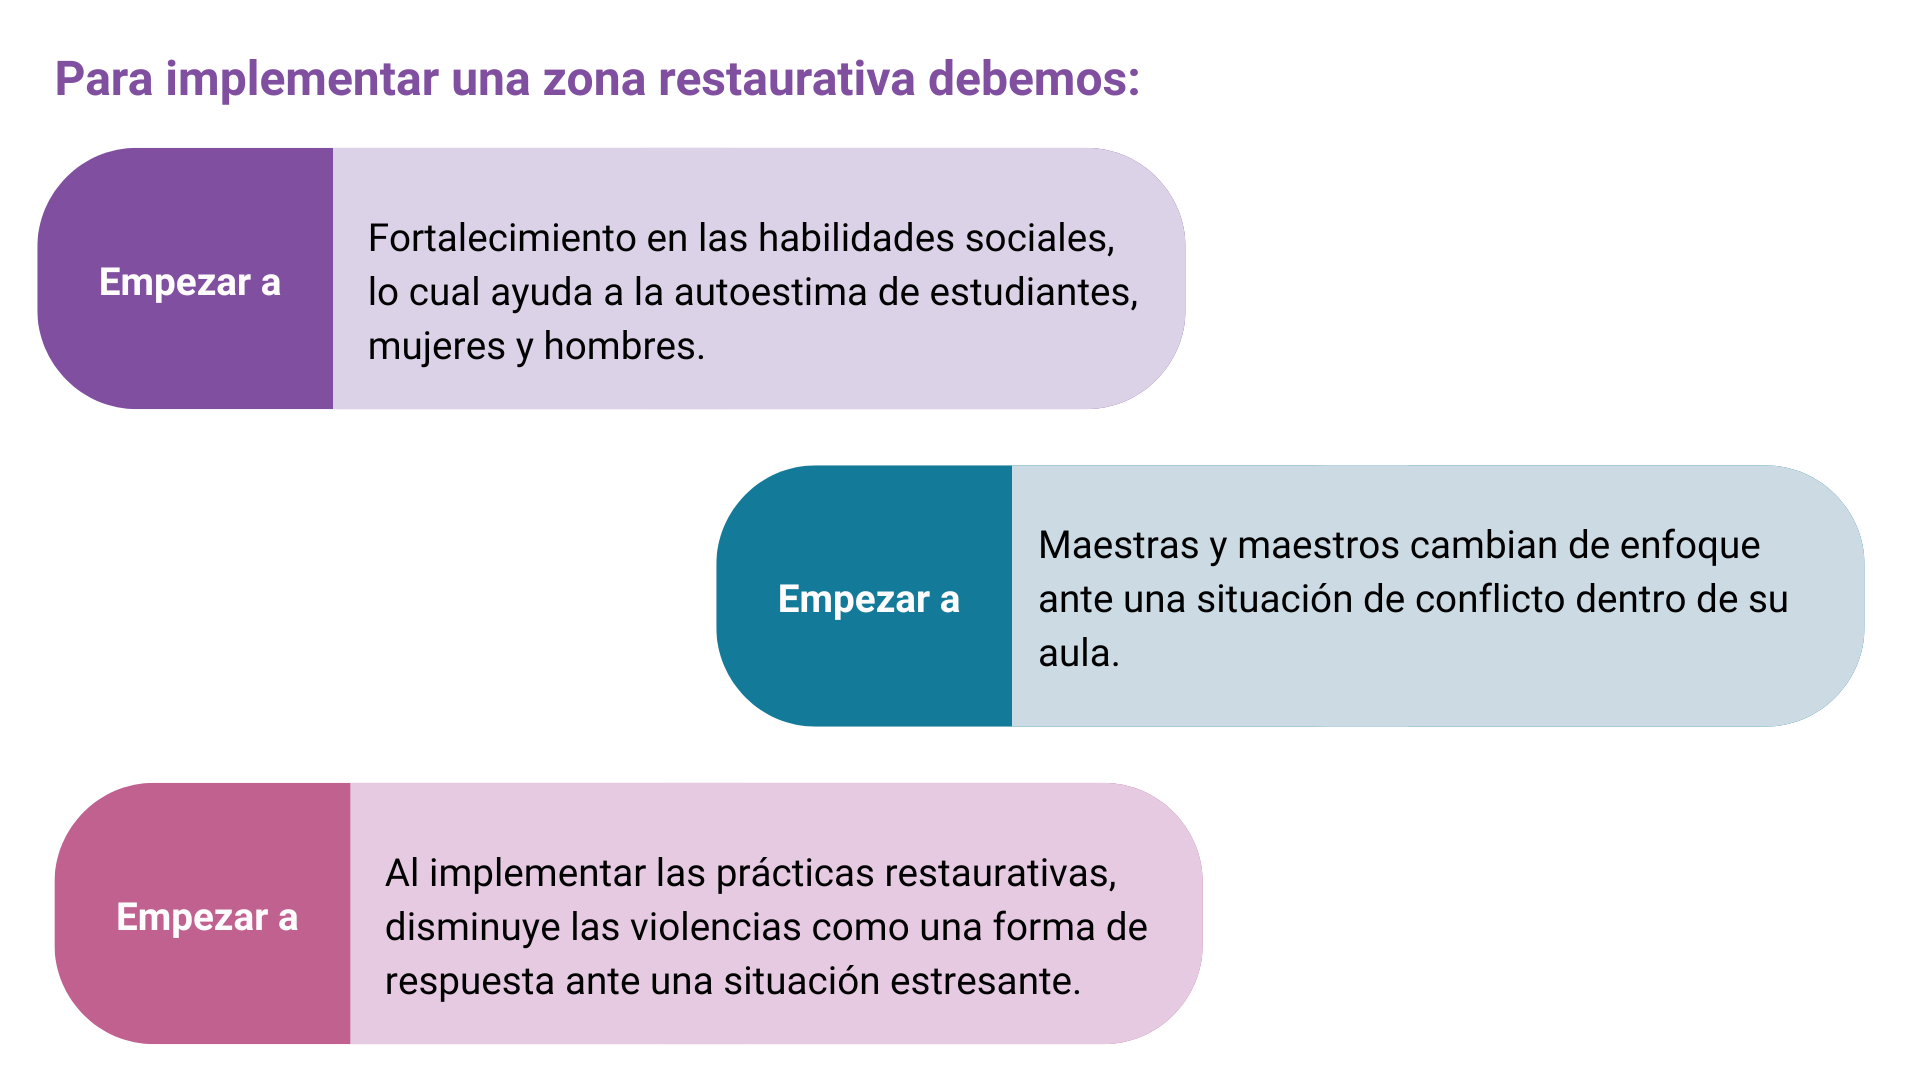 Para implementar una zona restaurativa debemos:
Empezar a
Fortalecimiento en las habilidades sociales,
lo cual ayuda a la autoestima de estudiantes,
mujeres y hombres.
Empezar a
Maestras y maestros cambian de enfoque
ante una situación de conflicto dentro de su
aula.
Empezar a
Al implementar las prácticas restaurativas,
disminuye las violencias como una forma de
respuesta ante una situación estresante.